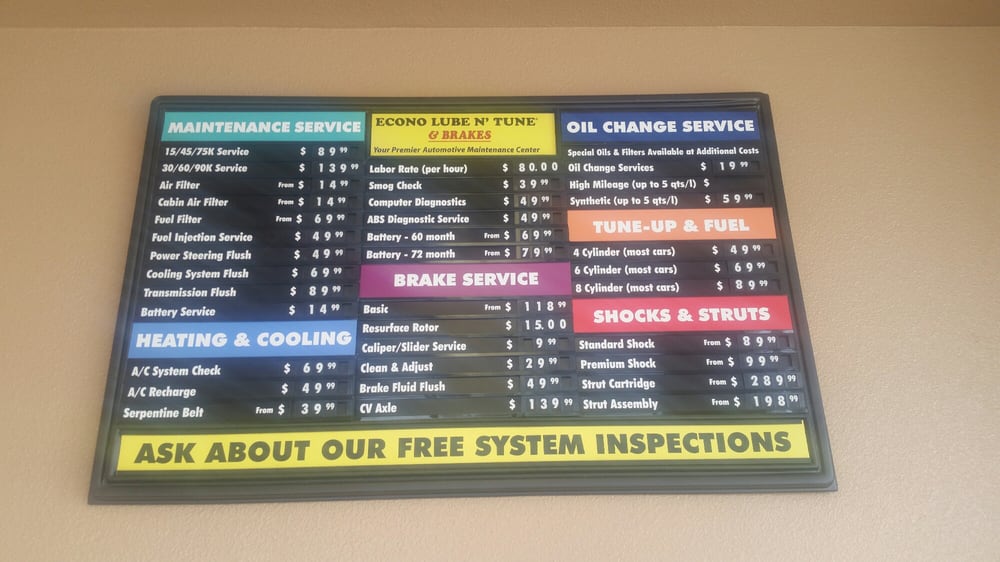 MAINTENANCE SERVICE
15/45/75K Service $ 89.99
30/60/90K Service $ 139.99
Air Filter From $ 14.99
Cabin Air Filter From $ 14.99
Fuel Filter From $ 69.99
Fuel Injection Service $ 49.99
Power Steering Flush $ 49.99
Cooling System Flush $ 69.99
Transmission Flush $ 89.99
Battery Service $ 14.99
HEATING & COOLING
A/C System Check $ 69.99
A/C Recharge $ 49.99
Serpentine Belt From $ 39.99
ECONO LUBE N' TUNE
& BRAKES
Your Premier Automotive Maintenance Center
Labor Rate (per hour) $ 80.00
Smog Check $ 39.99
Computer Diagnostics $ 49.99
ABS Diagnostic Service $ 49.99
Battery - 60 month From $ 69.99
Battery - 72 month From $ 79.99
BRAKE SERVICE
Basic From $ 118.99
Resurface Rotor $ 15.00
Caliper/Slider Service $ 9.99
Clean & Adjust $ 29.99
Brake Fluid Flush $ 49.99
CV Axle $ 139.99
OIL CHANGE SERVICE
Special Oils & Filters Available at Additional Costs
Oil Change Services $ 19.99
High Mileage (up to 5 qts/l) $
Synthetic (up to 5 qts/l) $ 59.99
TUNE-UP & FUEL
4 Cylinder (most cars) $ 49.99
6 Cylinder (most cars) $ 69.99
8 Cylinder (most cars) $ 89.99
SHOCKS & STRUTS
Standard Shock From $ 89.99
Premium Shock From $ 99.99
Strut Cartridge From $ 289.99
Strut Assembly From $ 198.99
ASK ABOUT OUR FREE SYSTEM INSPECTIONS